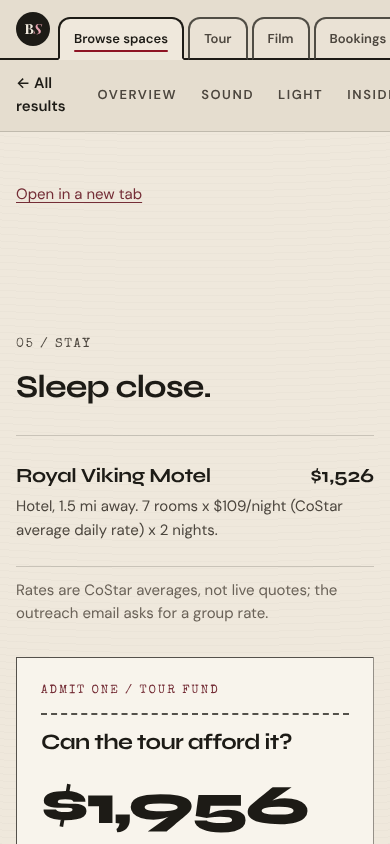 BS
Browse spaces
Tour
Film
Bookings
← All
results
OVERVIEW
SOUND
LIGHT
Open in a new tab
05 / STAY
Sleep close.
Royal Viking Motel
$1,526
Hotel, 1.5 mi away. 7 rooms x $109/night (CoStar
average daily rate) x 2 nights.
Rates are CoStar averages, not live quotes; the
outreach email asks for a group rate.
ADMIT ONE / TOUR FUND
Can the tour afford it?
$1,956